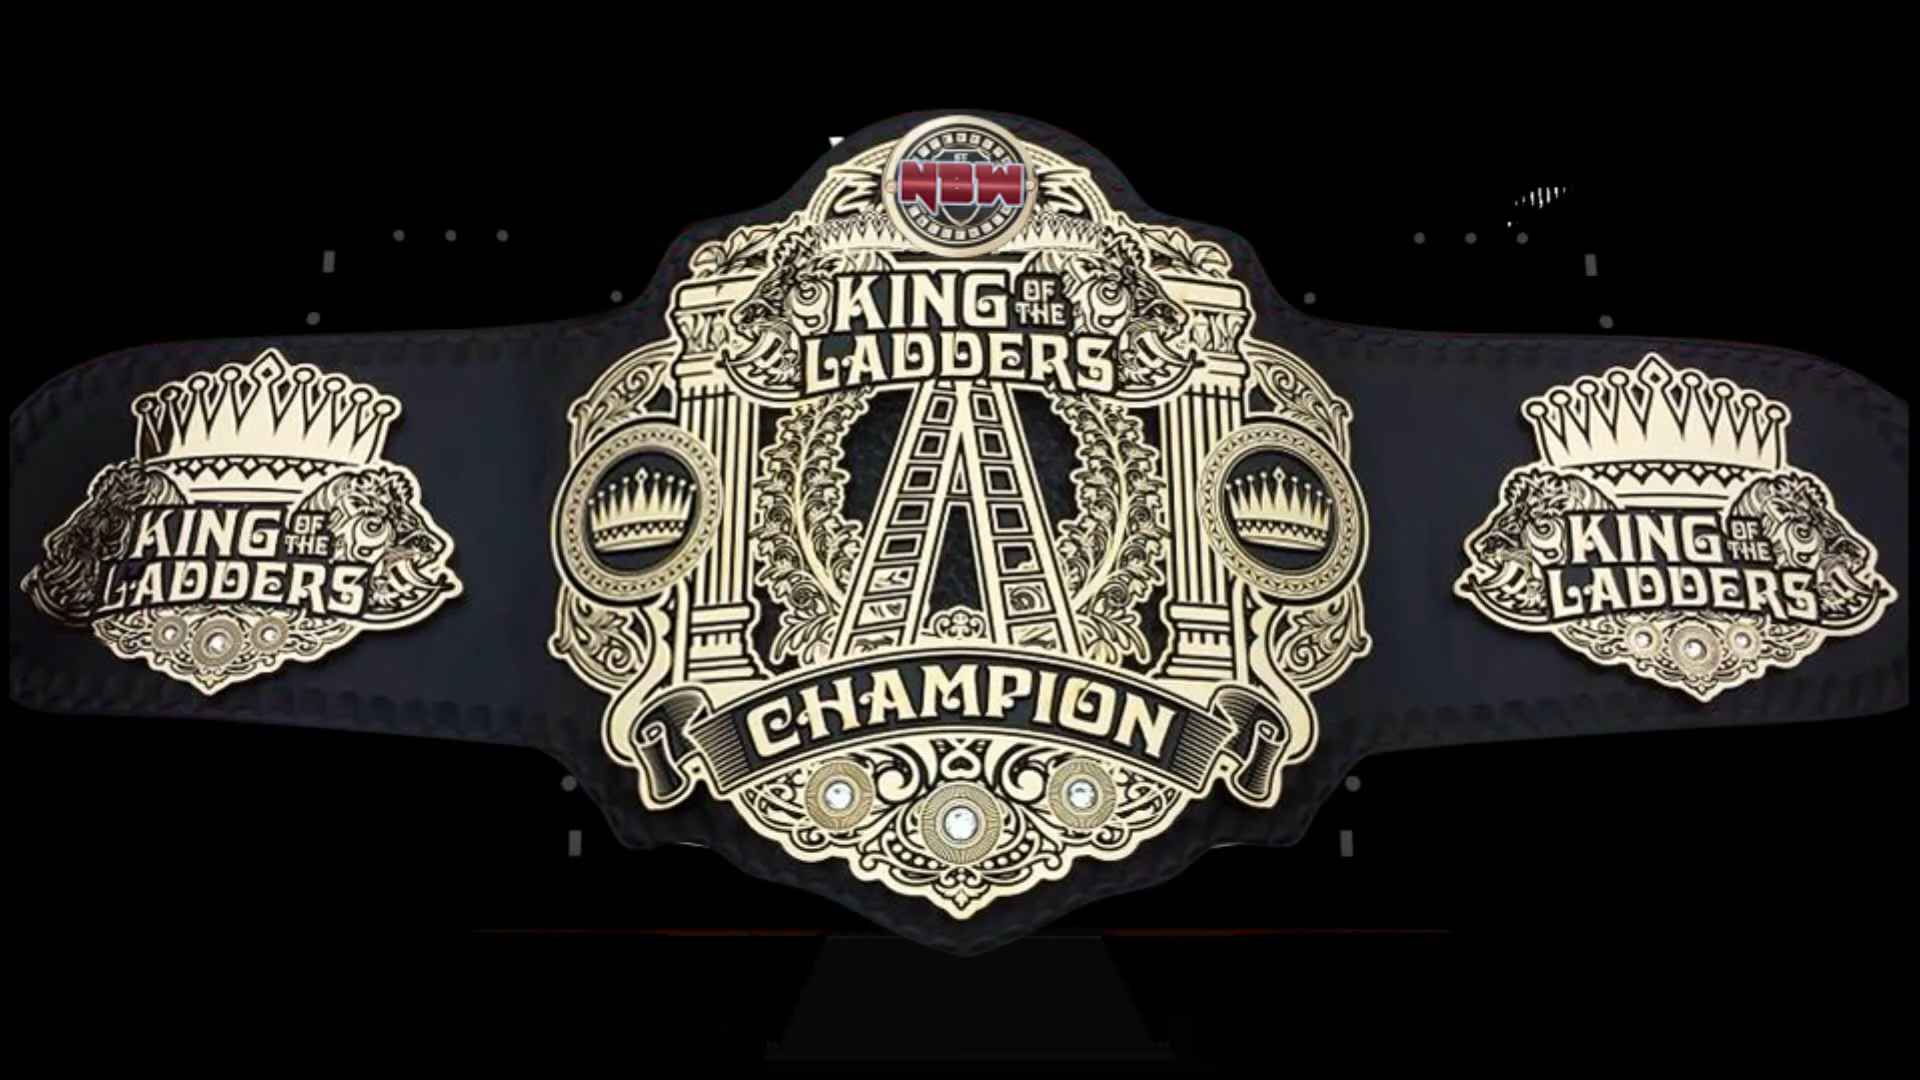 NBW
KING OF THE
LADDERS
CHAMPION
KING OF THE
LADDERS
KING OF THE
LADDERS